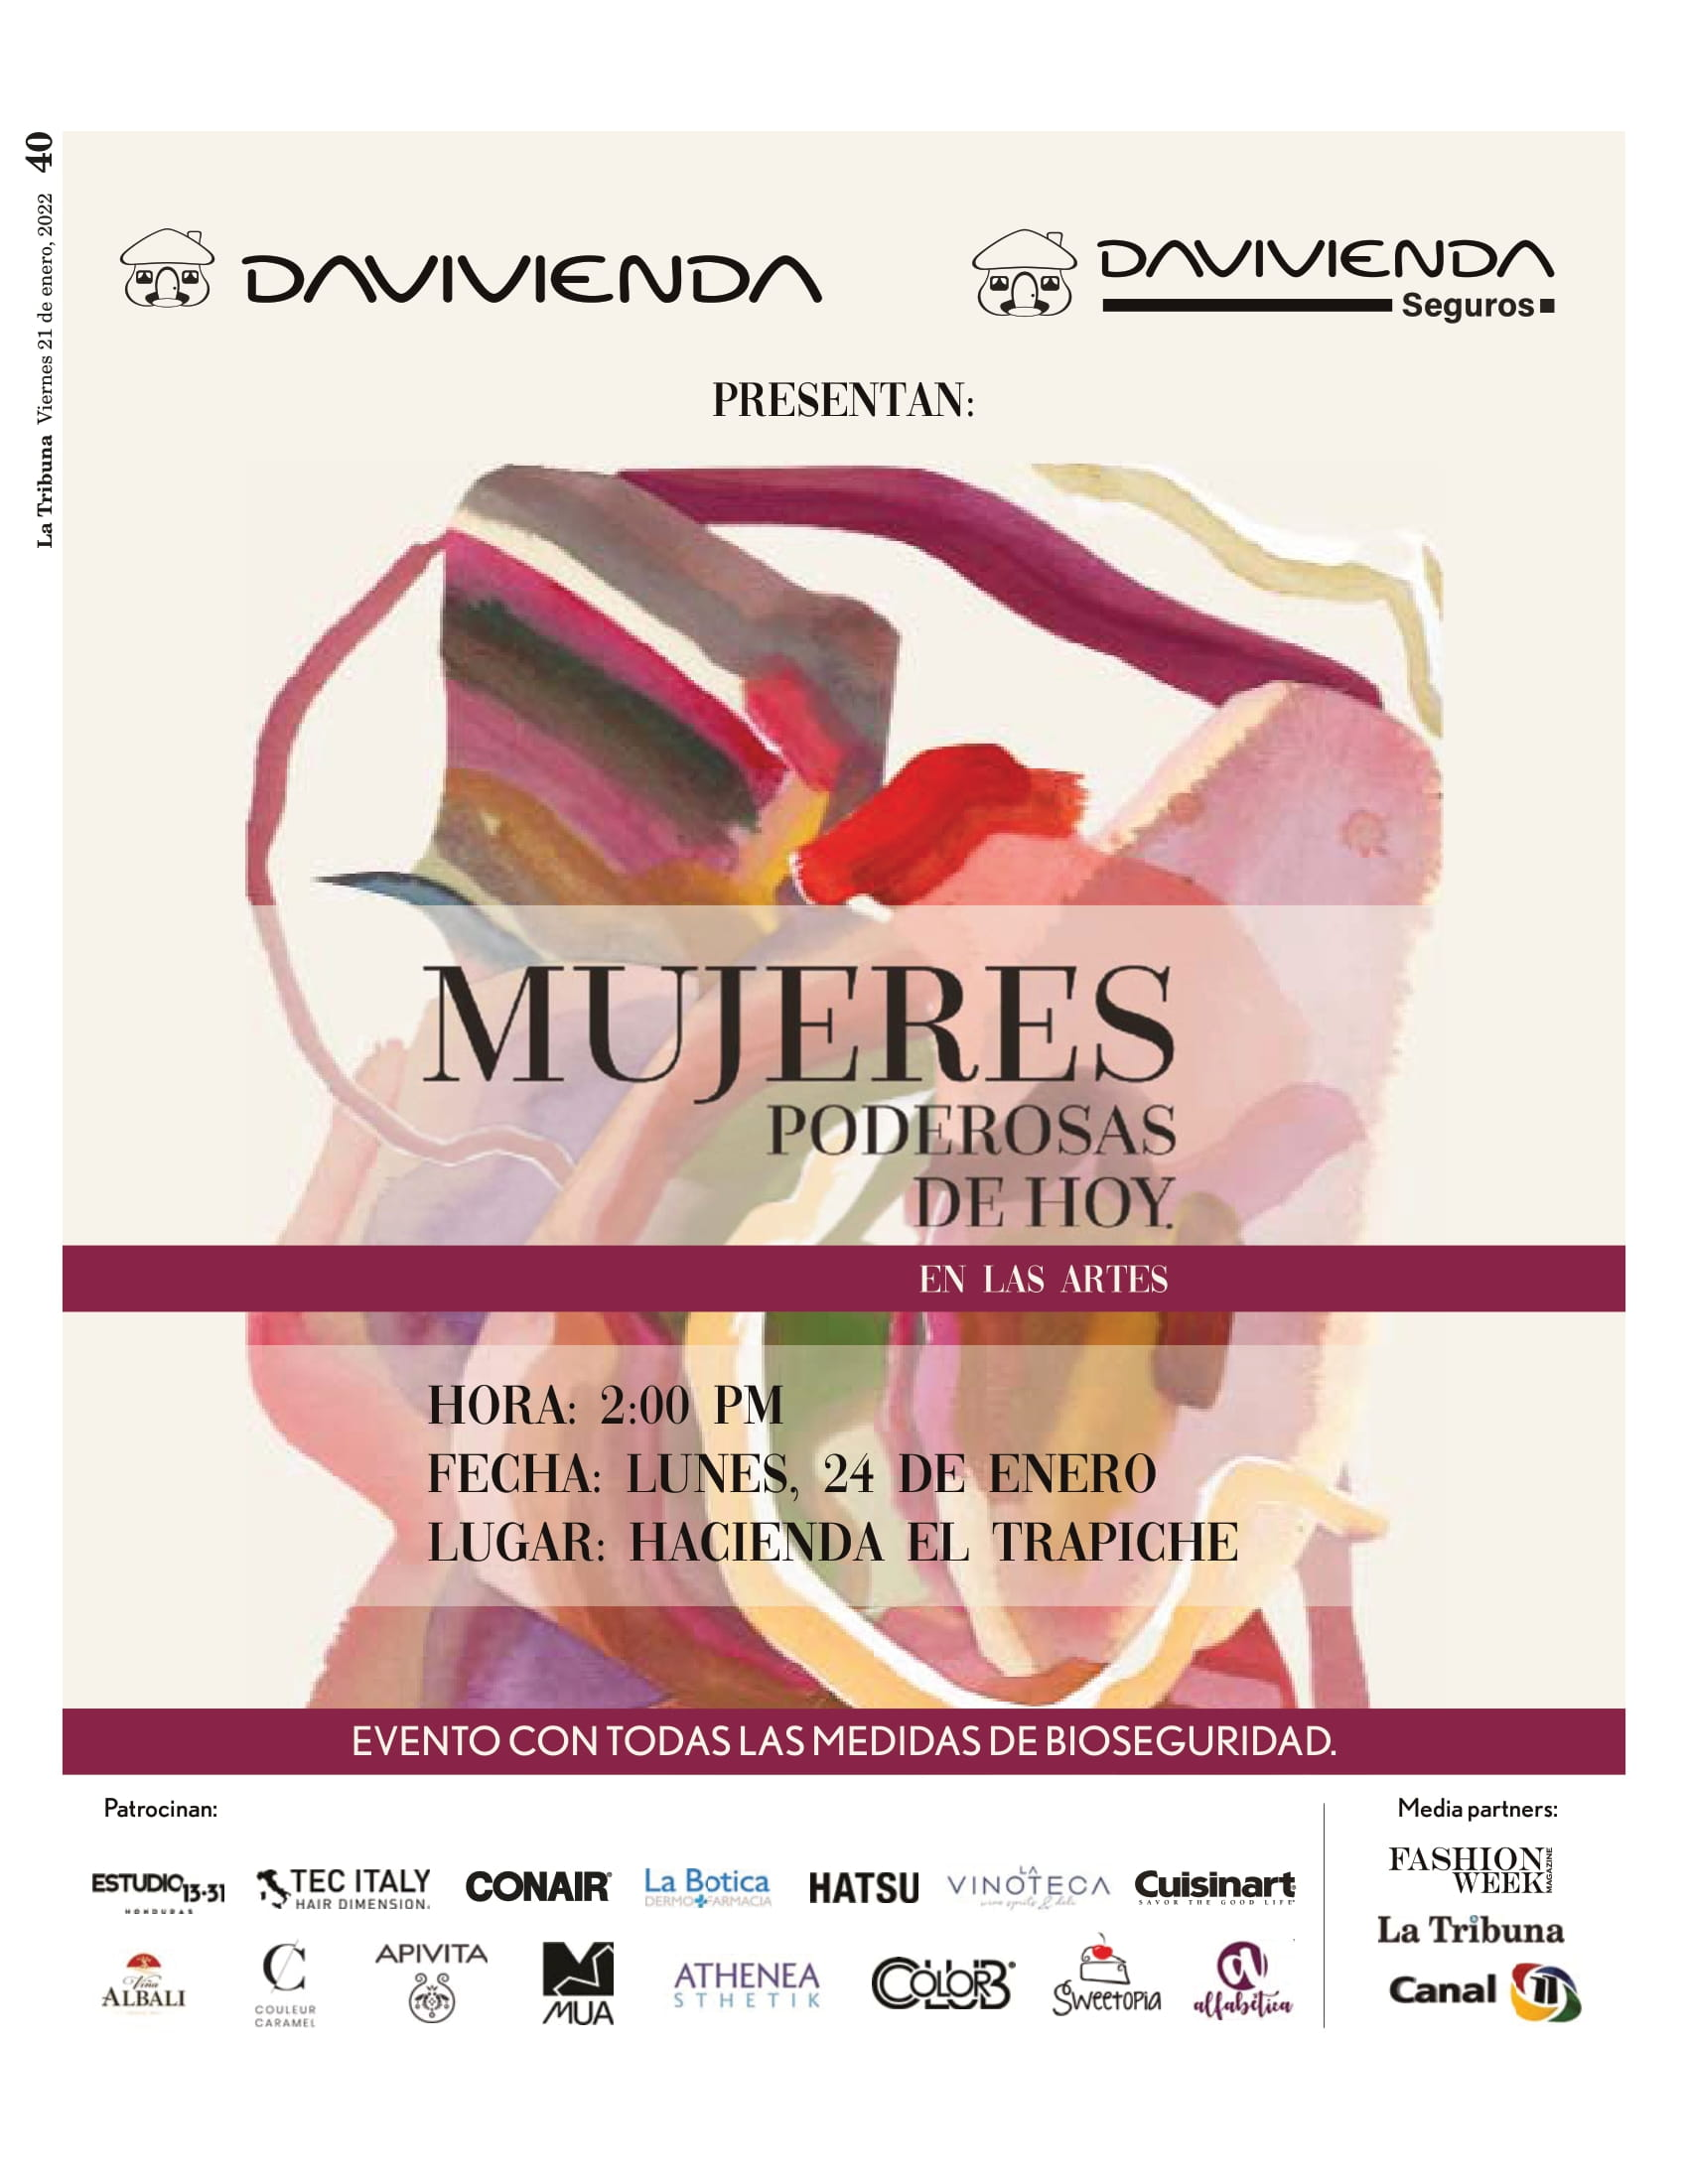 40
La Tribuna Viernes 21 de enero, 2022
DAVIVIENDA
DAVIVIENDA
Seguros
PRESENTAN:
MUJERES
PODEROSAS
DE HOY.
EN LAS ARTES
HORA: 2:00 PM
FECHA: LUNES, 24 DE ENERO
LUGAR: HACIENDA EL TRAPICHE
EVENTO CON TODAS LAS MEDIDAS DE BIOSEGURIDAD.
Patrocinan:
ESTUDIO 13-31
HONDURAS
TEC ITALY
HAIR DIMENSION.
CONAIR
La Botica
DERMO FARMACIA
HATSU
LA
VINOTECA
Cuisinart
SAVOR THE GOOD LIFE
Viña
ALBALI
C
COULEUR
CARAMEL
APIVITA
MUA
ATHENEA
STHETIK
COLOR
Sweetopia
alfabética
Media partners:
FASHION
WEEK
MAGAZINE
La Tribuna
Canal 11